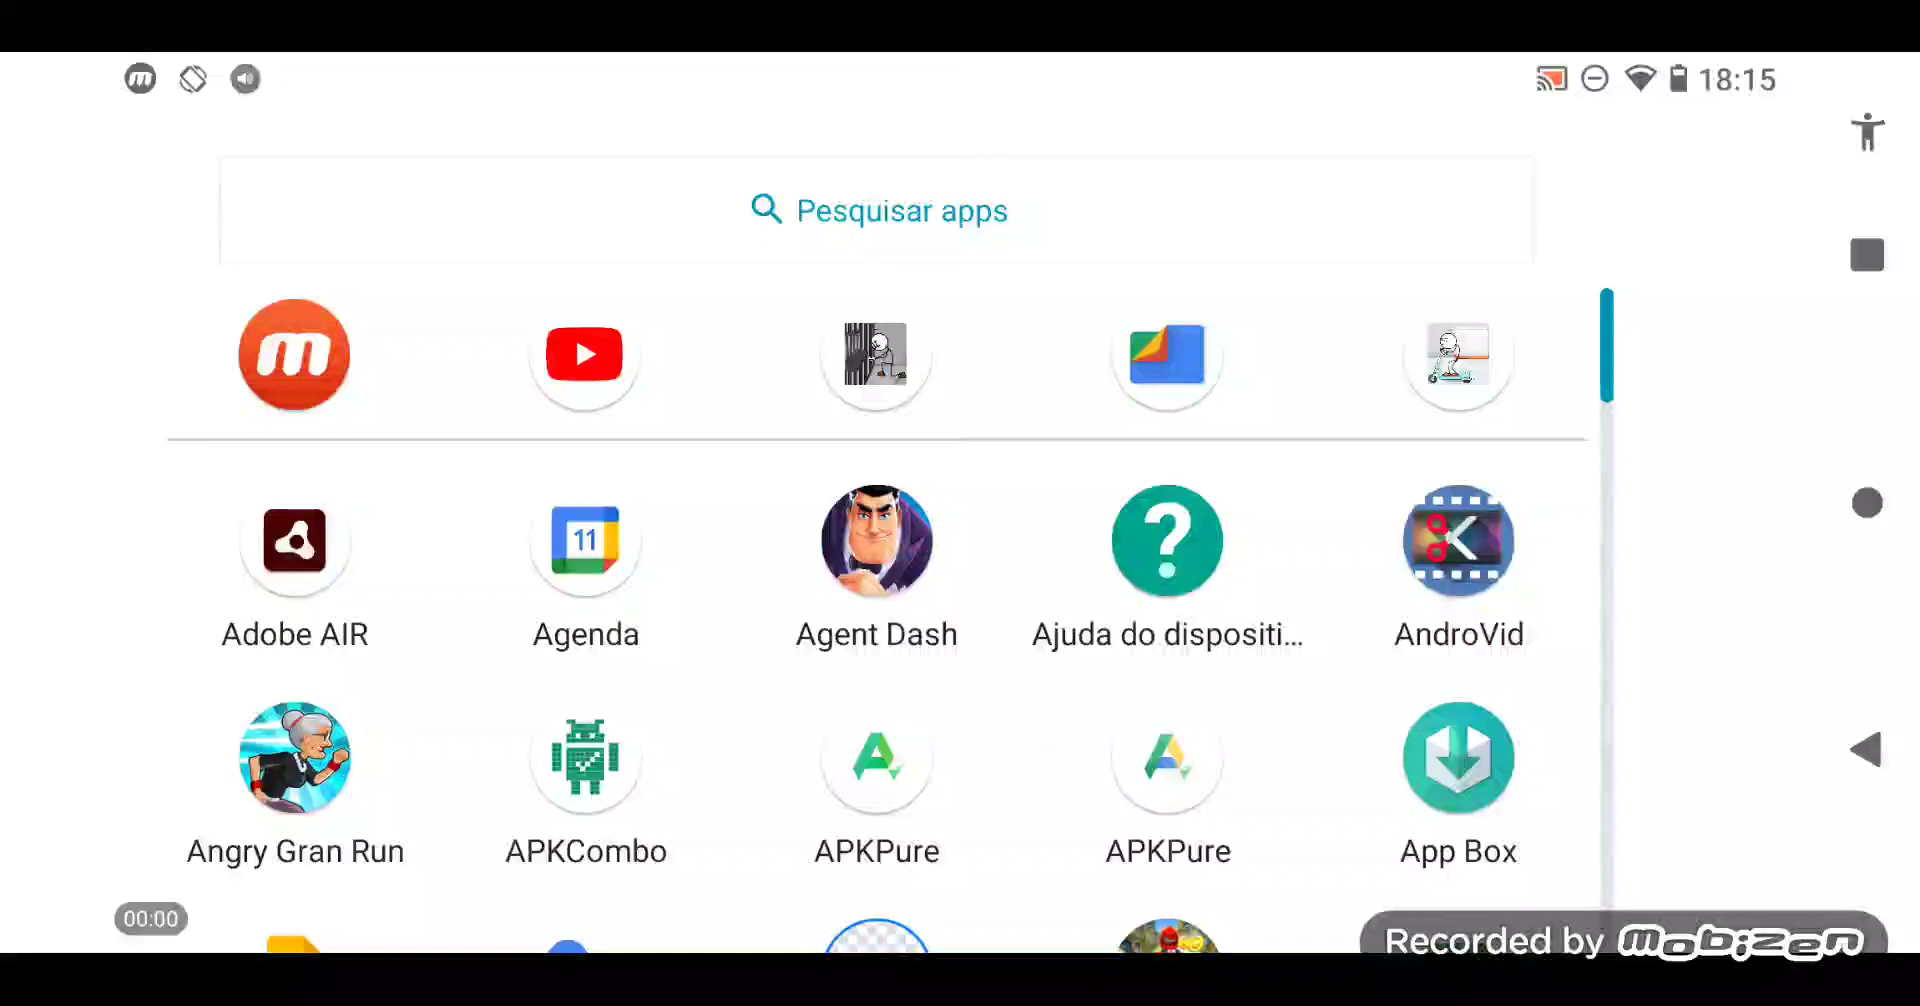 18:15
Pesquisar apps
11
Adobe AIR
Agenda
Agent Dash
Ajuda do dispositi...
AndroVid
Angry Gran Run
APKCombo
APKPure
APKPure
App Box
00:00
Recorded by mobizen